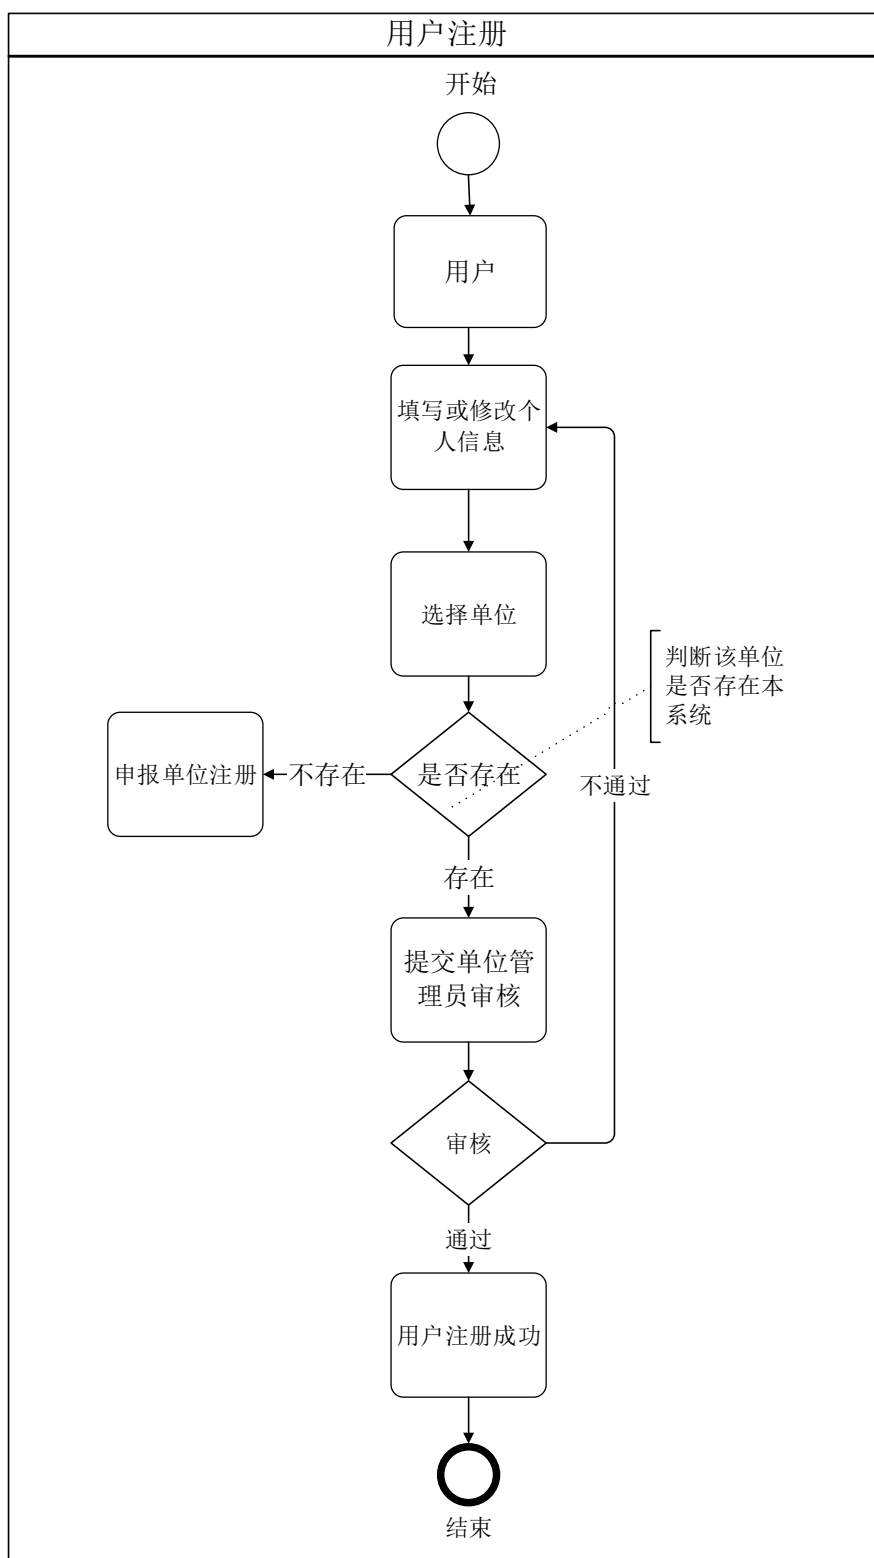 用户注册
开始
用户
填写或修改个
人信息
选择单位
判断该单位
是否存在本
系统
申报单位注册
不存在
是否存在
不通过
存在
提交单位管
理员审核
审核
通过
用户注册成功
结束